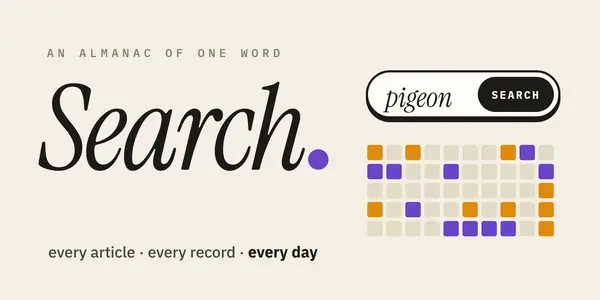 AN ALMANAC OF ONE WORD
Search.
every article · every record · every day
pigeon
SEARCH